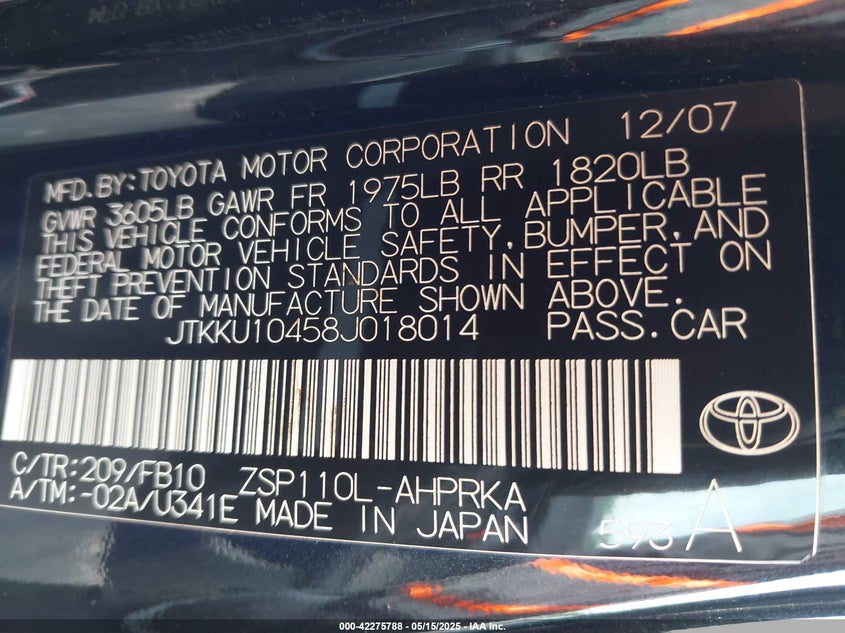 MFD.BY:TOYOTA MOTOR CORPORATION 12/07
GVWR 3605LB GAWR FR 1975LB RR 1820LB
THIS VEHICLE CONFORMS TO ALL APPLICABLE
FEDERAL MOTOR VEHICLE SAFETY,BUMPER,AND
THEFT PREVENTION STANDARDS IN EFFECT ON
THE DATE OF MANUFACTURE SHOWN ABOVE.
JTKKU10458J018014 PASS.CAR
C/TR:209/FB10 ZSP110L-AHPRKA
A/TM:-02A/U341E MADE IN JAPAN 593 A
000-42275788 - 05/15/2025 - IAA Inc.